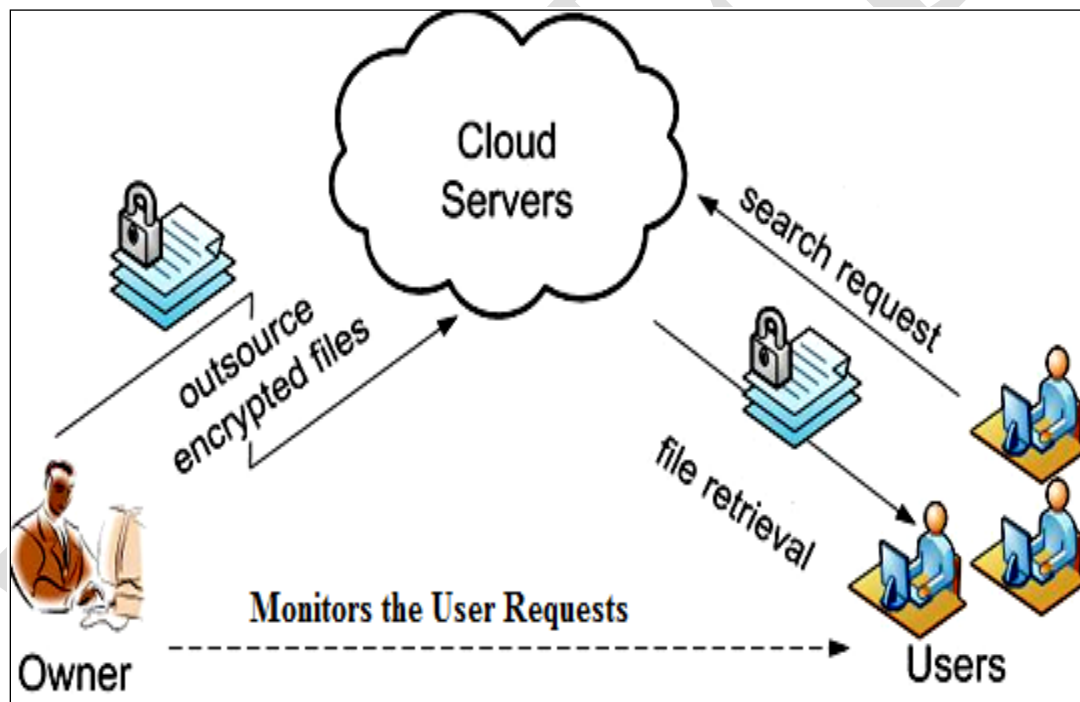 Cloud
Servers
search request
outsource
encrypted files
file retrieval
Monitors the User Requests
Owner
Users